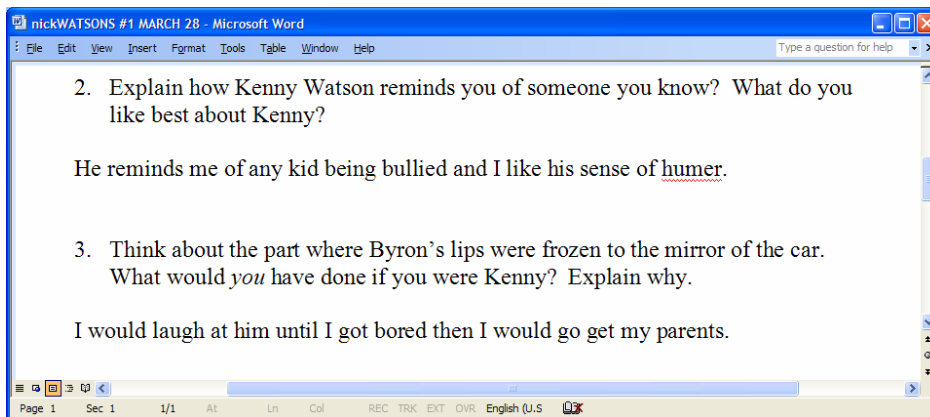 nickWATSONS #1 MARCH 28 - Microsoft Word
File Edit View Insert Format Tools Table Window Help Type a question for help
2. Explain how Kenny Watson reminds you of someone you know? What do you
like best about Kenny?
He reminds me of any kid being bullied and I like his sense of humer.
3. Think about the part where Byron's lips were frozen to the mirror of the car.
What would you have done if you were Kenny? Explain why.
I would laugh at him until I got bored then I would go get my parents.
Page 1 Sec 1 1/1 At Ln Col REC TRK EXT OVR English (U.S